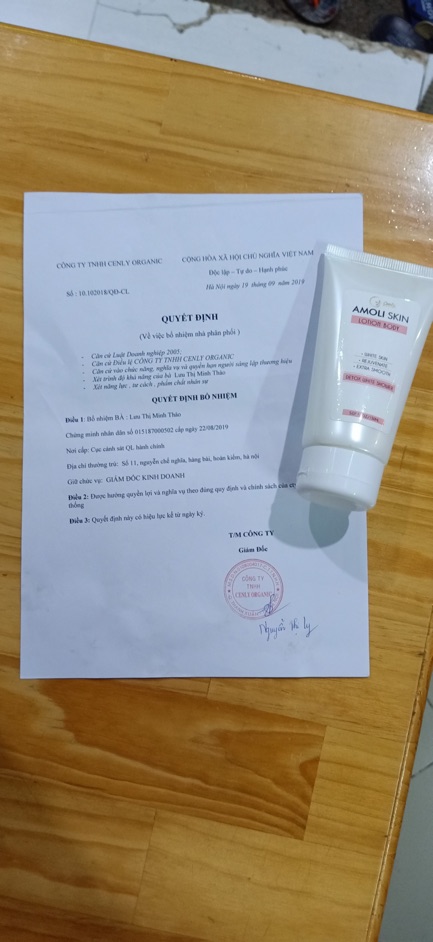 CÔNG TY TNHH CENLY ORGANIC
CỘNG HÒA XÃ HỘI CHỦ NGHĨA VIỆT NAM
Độc lập – Tự do – Hạnh phúc
Số : 10.102018/QĐ-CL
Hà Nội ngày 19 tháng 09 năm 2019
QUYẾT ĐỊNH
(Về việc bổ nhiệm nhà phân phối )
- Căn cứ Luật Doanh nghiệp 2005;
- Căn cứ Điều lệ CÔNG TY TNHH CENLY ORGANIC
- Căn cứ vào chức năng, nghĩa vụ và quyền hạn người sáng lập thương hiệu
- Xét trình độ khả năng của bà Lưu Thị Minh Thảo
- Xét năng lực , tư cách , phẩm chất nhân sự
QUYẾT ĐỊNH BỔ NHIỆM
Điều 1: Bổ nhiệm BÀ : Lưu Thị Minh Thảo
Chứng minh nhân dân số 015187000502 cấp ngày 22/08/2019
Nơi cấp: Cục cảnh sát QL hành chính
Địa chỉ thường trú: Số 11, nguyễn chế nghĩa, hàng bài, hoàn kiếm, hà nội
Giữ chức vụ: GIÁM ĐỐC KINH DOANH
Điều 2: Được hưởng quyền lợi và nghĩa vụ theo đúng quy định và chính sách của
thống
Điều 3: Quyết định này có hiệu lực kể từ ngày ký.
T/M CÔNG TY
Giám Đốc
CÔNG TY
TNHH
CENLY ORGANIC
Nguyễn thị Ly
AMOLI SKIN
LOTION BODY
- WHITE SKIN
- REJUVENATE
- EXTRA SMOOTH
DETOX WHITE SHOWER